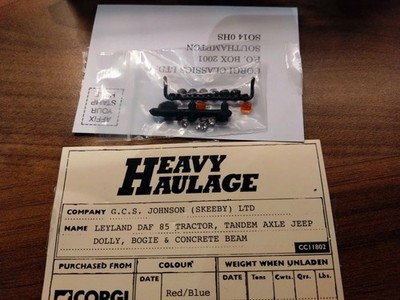 CORGI CLASSICS LTD
P.O. BOX 2001
SOUTHAMPTON
SO14 0HS
AFFIX
STAMP
YOUR
HEAVY
HAULAGE
COMPANY G.C.S. JOHNSON (SKEEBY) LTD
NAME LEYLAND DAF 85 TRACTOR, TANDEM AXLE JEEP
DOLLY, BOGIE & CONCRETE BEAM
CC11802
PURCHASED FROM COLOUR WEIGHT WHEN UNLADEN
DATE DATE Tons Cwts. Qrs. Lbs.
CORGI Red/Blue